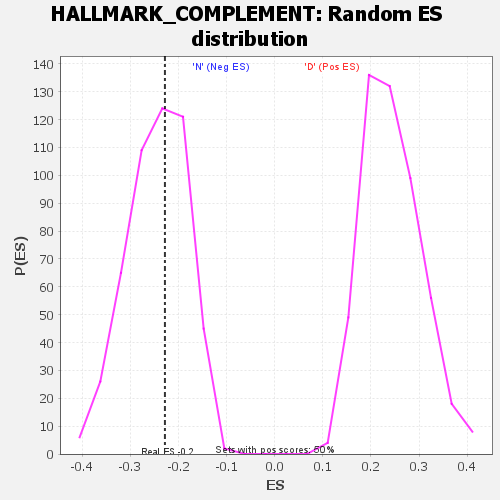 HALLMARK_COMPLEMENT: Random ES
distribution
'N' (Neg ES) 'D' (Pos ES)
140
130
120
110
100
90
80
70
60
50
40
30
20
10
0
P(ES)
Real ES -0.2
Sets with pos scores: 50%
-0.4 -0.3 -0.2 -0.1 0.0 0.1 0.2 0.3 0.4
ES